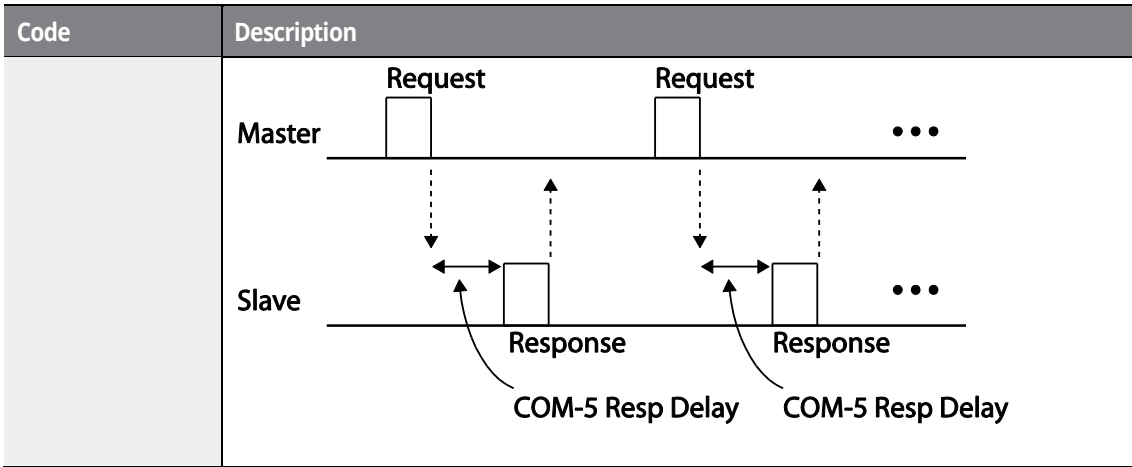 Code Description
Request Request
Master
Slave
Response Response
COM-5 Resp Delay COM-5 Resp Delay